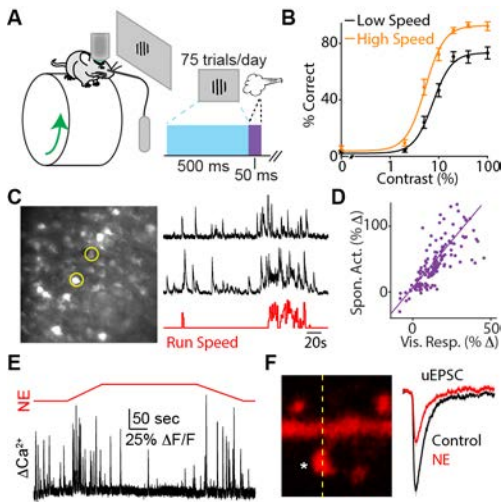 A
75 trials/day
500 ms
50 ms
B
Low Speed
High Speed
% Correct
80
40
0
0
1
10
100
Contrast (%)
C
Run Speed
20s
D
Spon. Act. (% Δ)
100
0
0
40
Vis. Resp. (% Δ)
E
NE
50 sec
25% ΔF/F
ΔCa²⁺
F
*
uEPSC
Control
NE